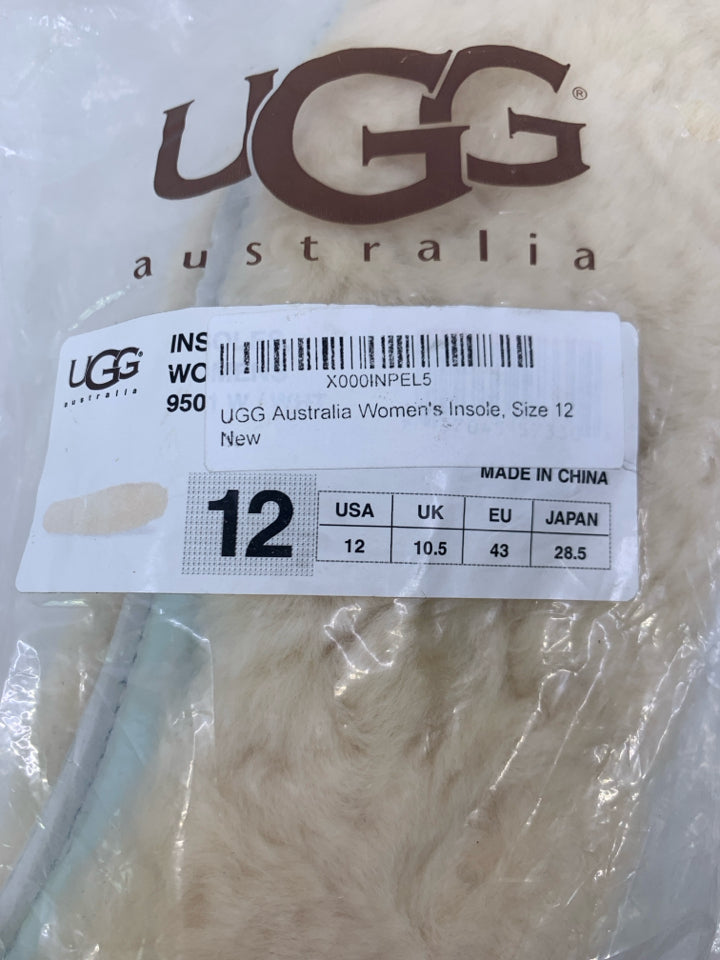 UGG®
australia
UGG®
australia
INS
WO
950
X000INPEL5
UGG Australia Women's Insole, Size 12
New
MADE IN CHINA
12
USA UK EU JAPAN
12 10.5 43 28.5